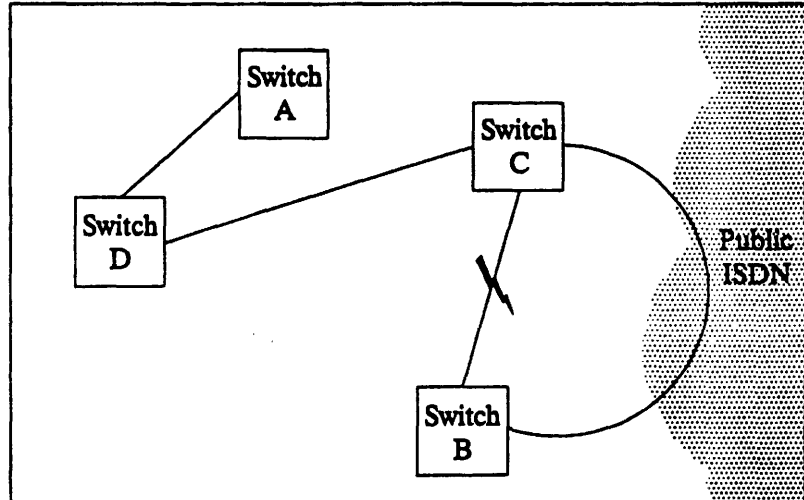 Switch
A
Switch
C
Switch
D
Public
ISDN
Switch
B